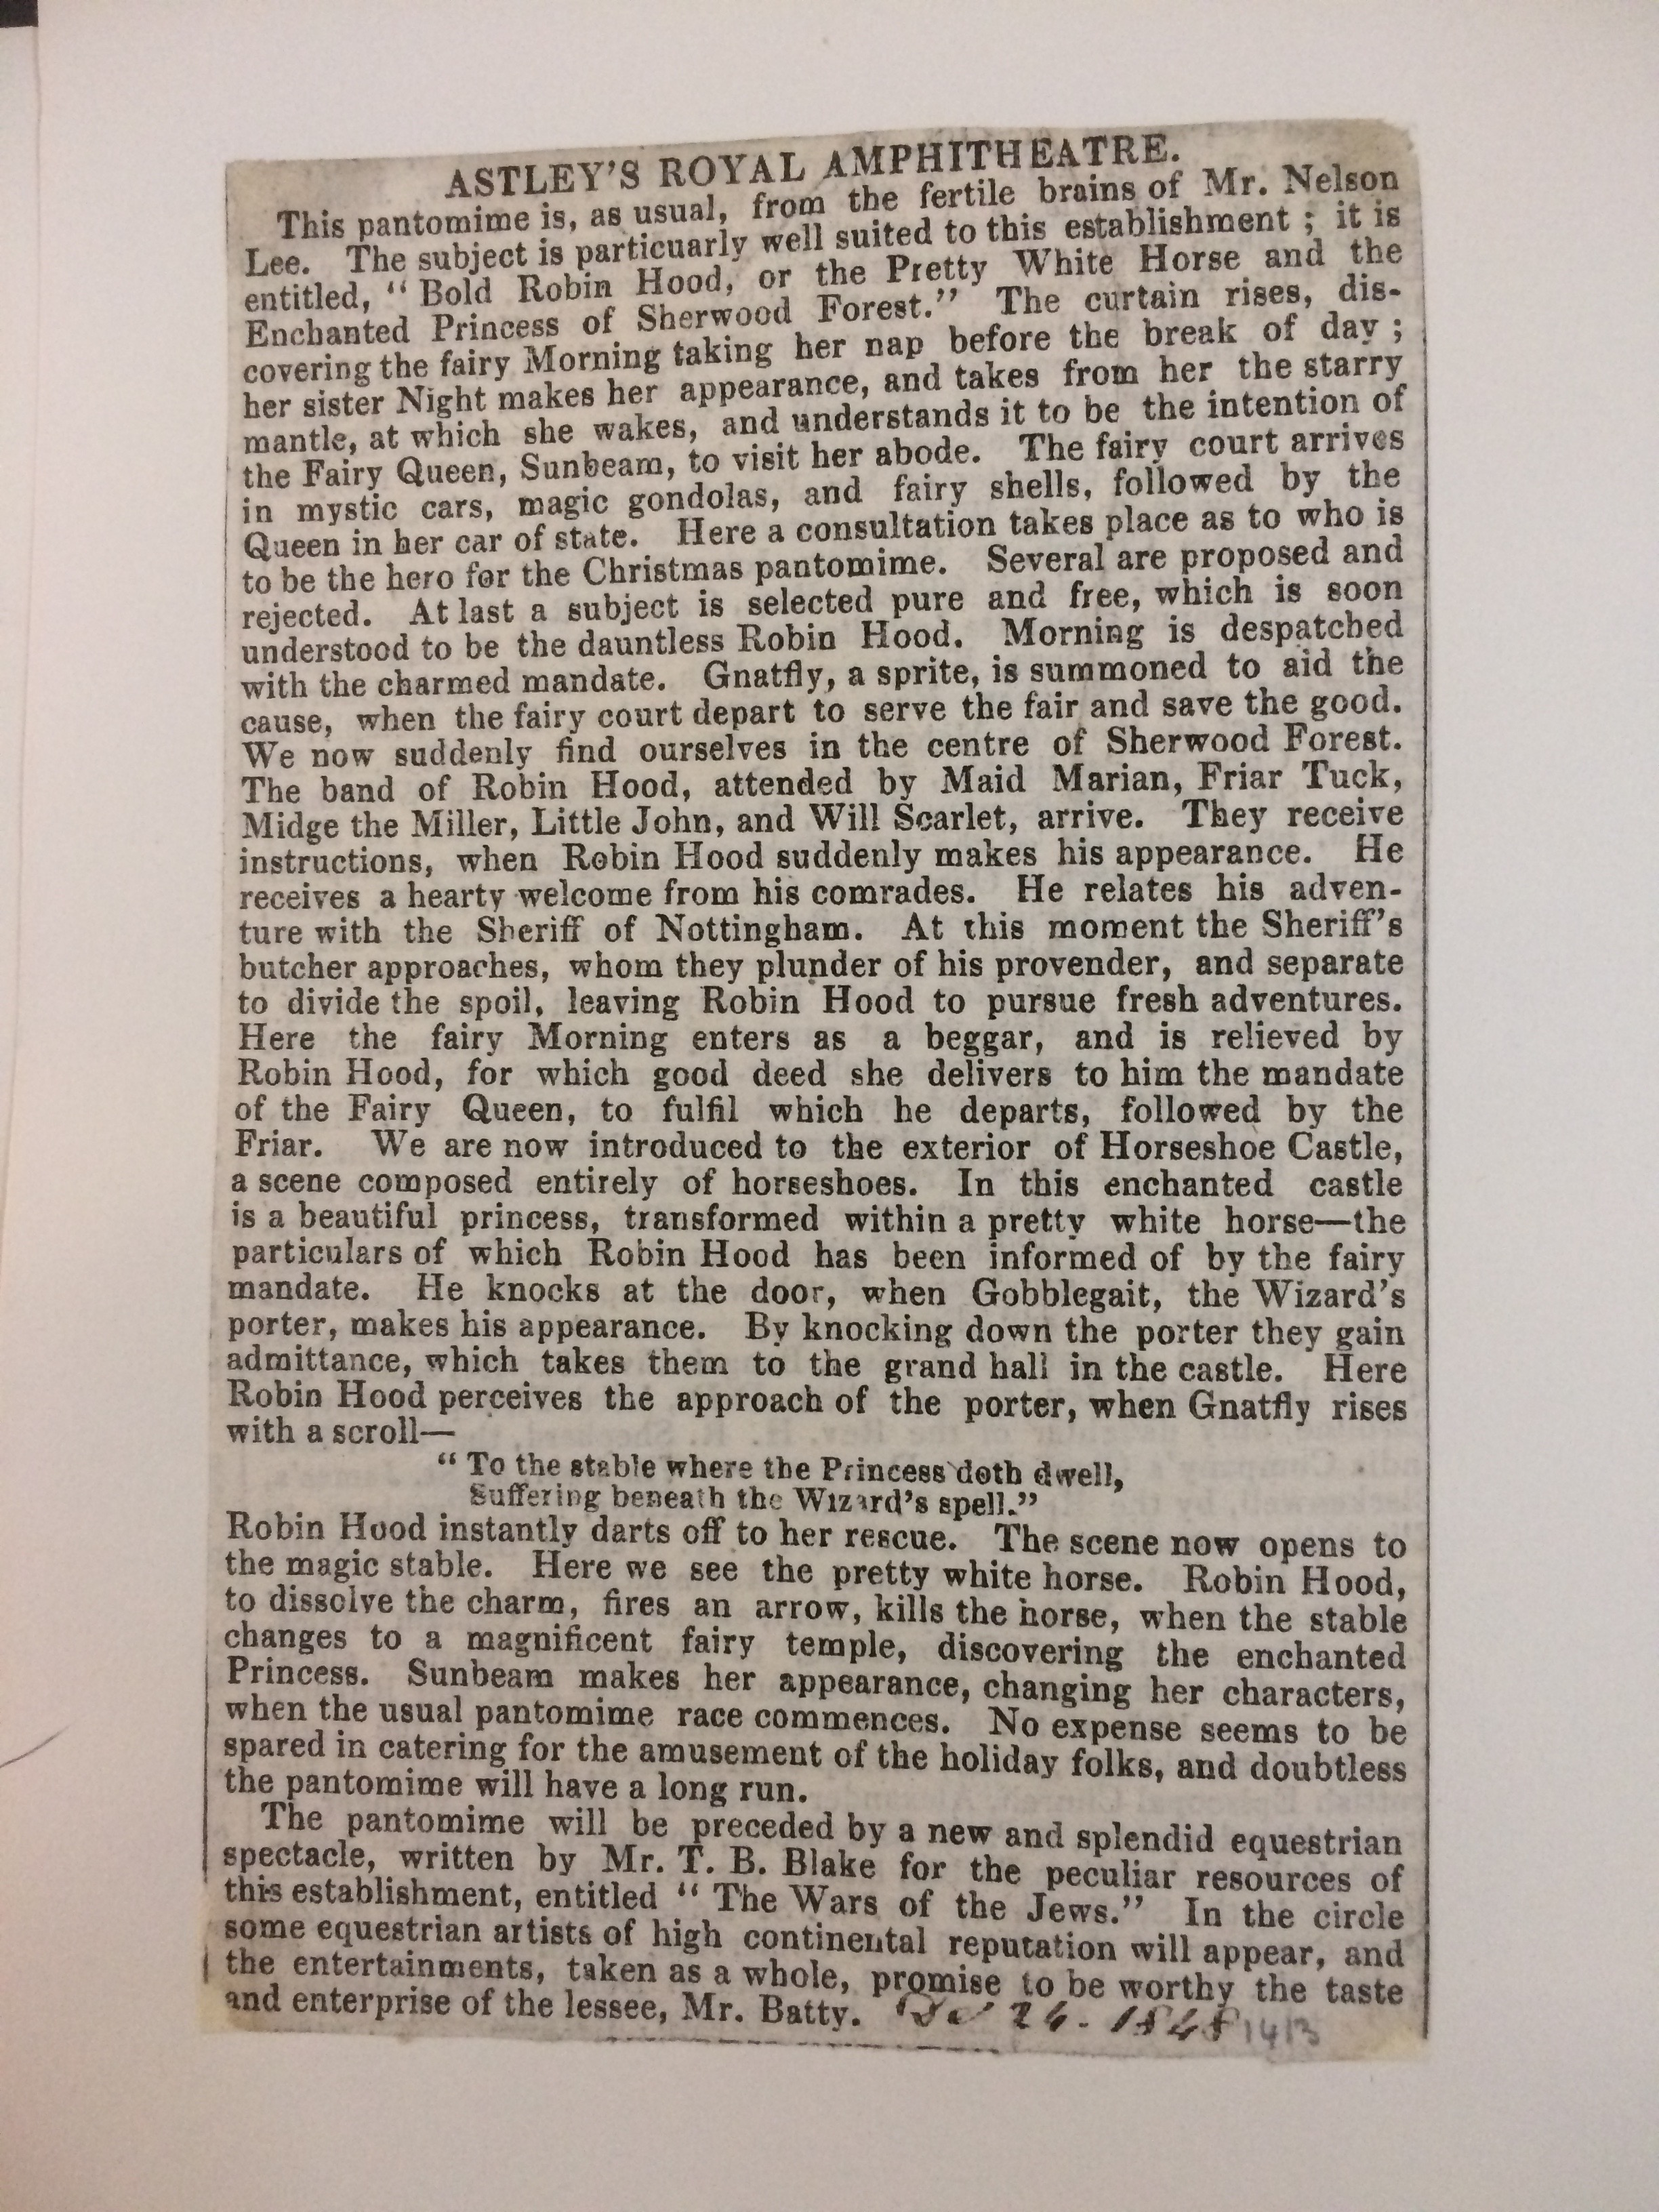 ASTLEY'S ROYAL AMPHITHEATRE.
This pantomime is, as usual, from the fertile brains of Mr. Nelson
Lee. The subject is particuarly well suited to this establishment ; it is
entitled, “ Bold Robin Hood, or the Pretty White Horse and the
Enchanted Princess of Sherwood Forest.” The curtain rises, dis-
covering the fairy Morning taking her nap before the break of day ;
her sister Night makes her appearance, and takes from her the starry
mantle, at which she wakes, and understands it to be the intention of
the Fairy Queen, Sunbeam, to visit her abode. The fairy court arrives
in mystic cars, magic gondolas, and fairy shells, followed by the
Queen in her car of state. Here a consultation takes place as to who is
to be the hero for the Christmas pantomime. Several are proposed and
rejected. At last a subject is selected pure and free, which is soon
understood to be the dauntless Robin Hood. Morning is despatched
with the charmed mandate. Gnatfly, a sprite, is summoned to aid the
cause, when the fairy court depart to serve the fair and save the good.
We now suddenly find ourselves in the centre of Sherwood Forest.
The band of Robin Hood, attended by Maid Marian, Friar Tuck,
Midge the Miller, Little John, and Will Scarlet, arrive. They receive
instructions, when Robin Hood suddenly makes his appearance. He
receives a hearty welcome from his comrades. He relates his adven-
ture with the Sheriff of Nottingham. At this moment the Sheriff's
butcher approaches, whom they plunder of his provender, and separate
to divide the spoil, leaving Robin Hood to pursue fresh adventures.
Here the fairy Morning enters as a beggar, and is relieved by
Robin Hood, for which good deed she delivers to him the mandate
of the Fairy Queen, to fulfil which he departs, followed by the
Friar. We are now introduced to the exterior of Horseshoe Castle,
a scene composed entirely of horseshoes. In this enchanted castle
is a beautiful princess, transformed within a pretty white horse—the
particulars of which Robin Hood has been informed of by the fairy
mandate. He knocks at the door, when Gobblegait, the Wizard's
porter, makes his appearance. By knocking down the porter they gain
admittance, which takes them to the grand hall in the castle. Here
Robin Hood perceives the approach of the porter, when Gnatfly rises
with a scroll—
“ To the stable where the Princess doth dwell,
Suffering beneath the Wizard's spell.”
Robin Hood instantly darts off to her rescue. The scene now opens to
the magic stable. Here we see the pretty white horse. Robin Hood,
to dissolve the charm, fires an arrow, kills the horse, when the stable
changes to a magnificent fairy temple, discovering the enchanted
Princess. Sunbeam makes her appearance, changing her characters,
when the usual pantomime race commences. No expense seems to be
spared in catering for the amusement of the holiday folks, and doubtless
the pantomime will have a long run.
The pantomime will be preceded by a new and splendid equestrian
spectacle, written by Mr. T. B. Blake for the peculiar resources of
this establishment, entitled “ The Wars of the Jews.” In the circle
some equestrian artists of high continental reputation will appear, and
the entertainments, taken as a whole, promise to be worthy the taste
and enterprise of the lessee, Mr. Batty. 24 - 1848